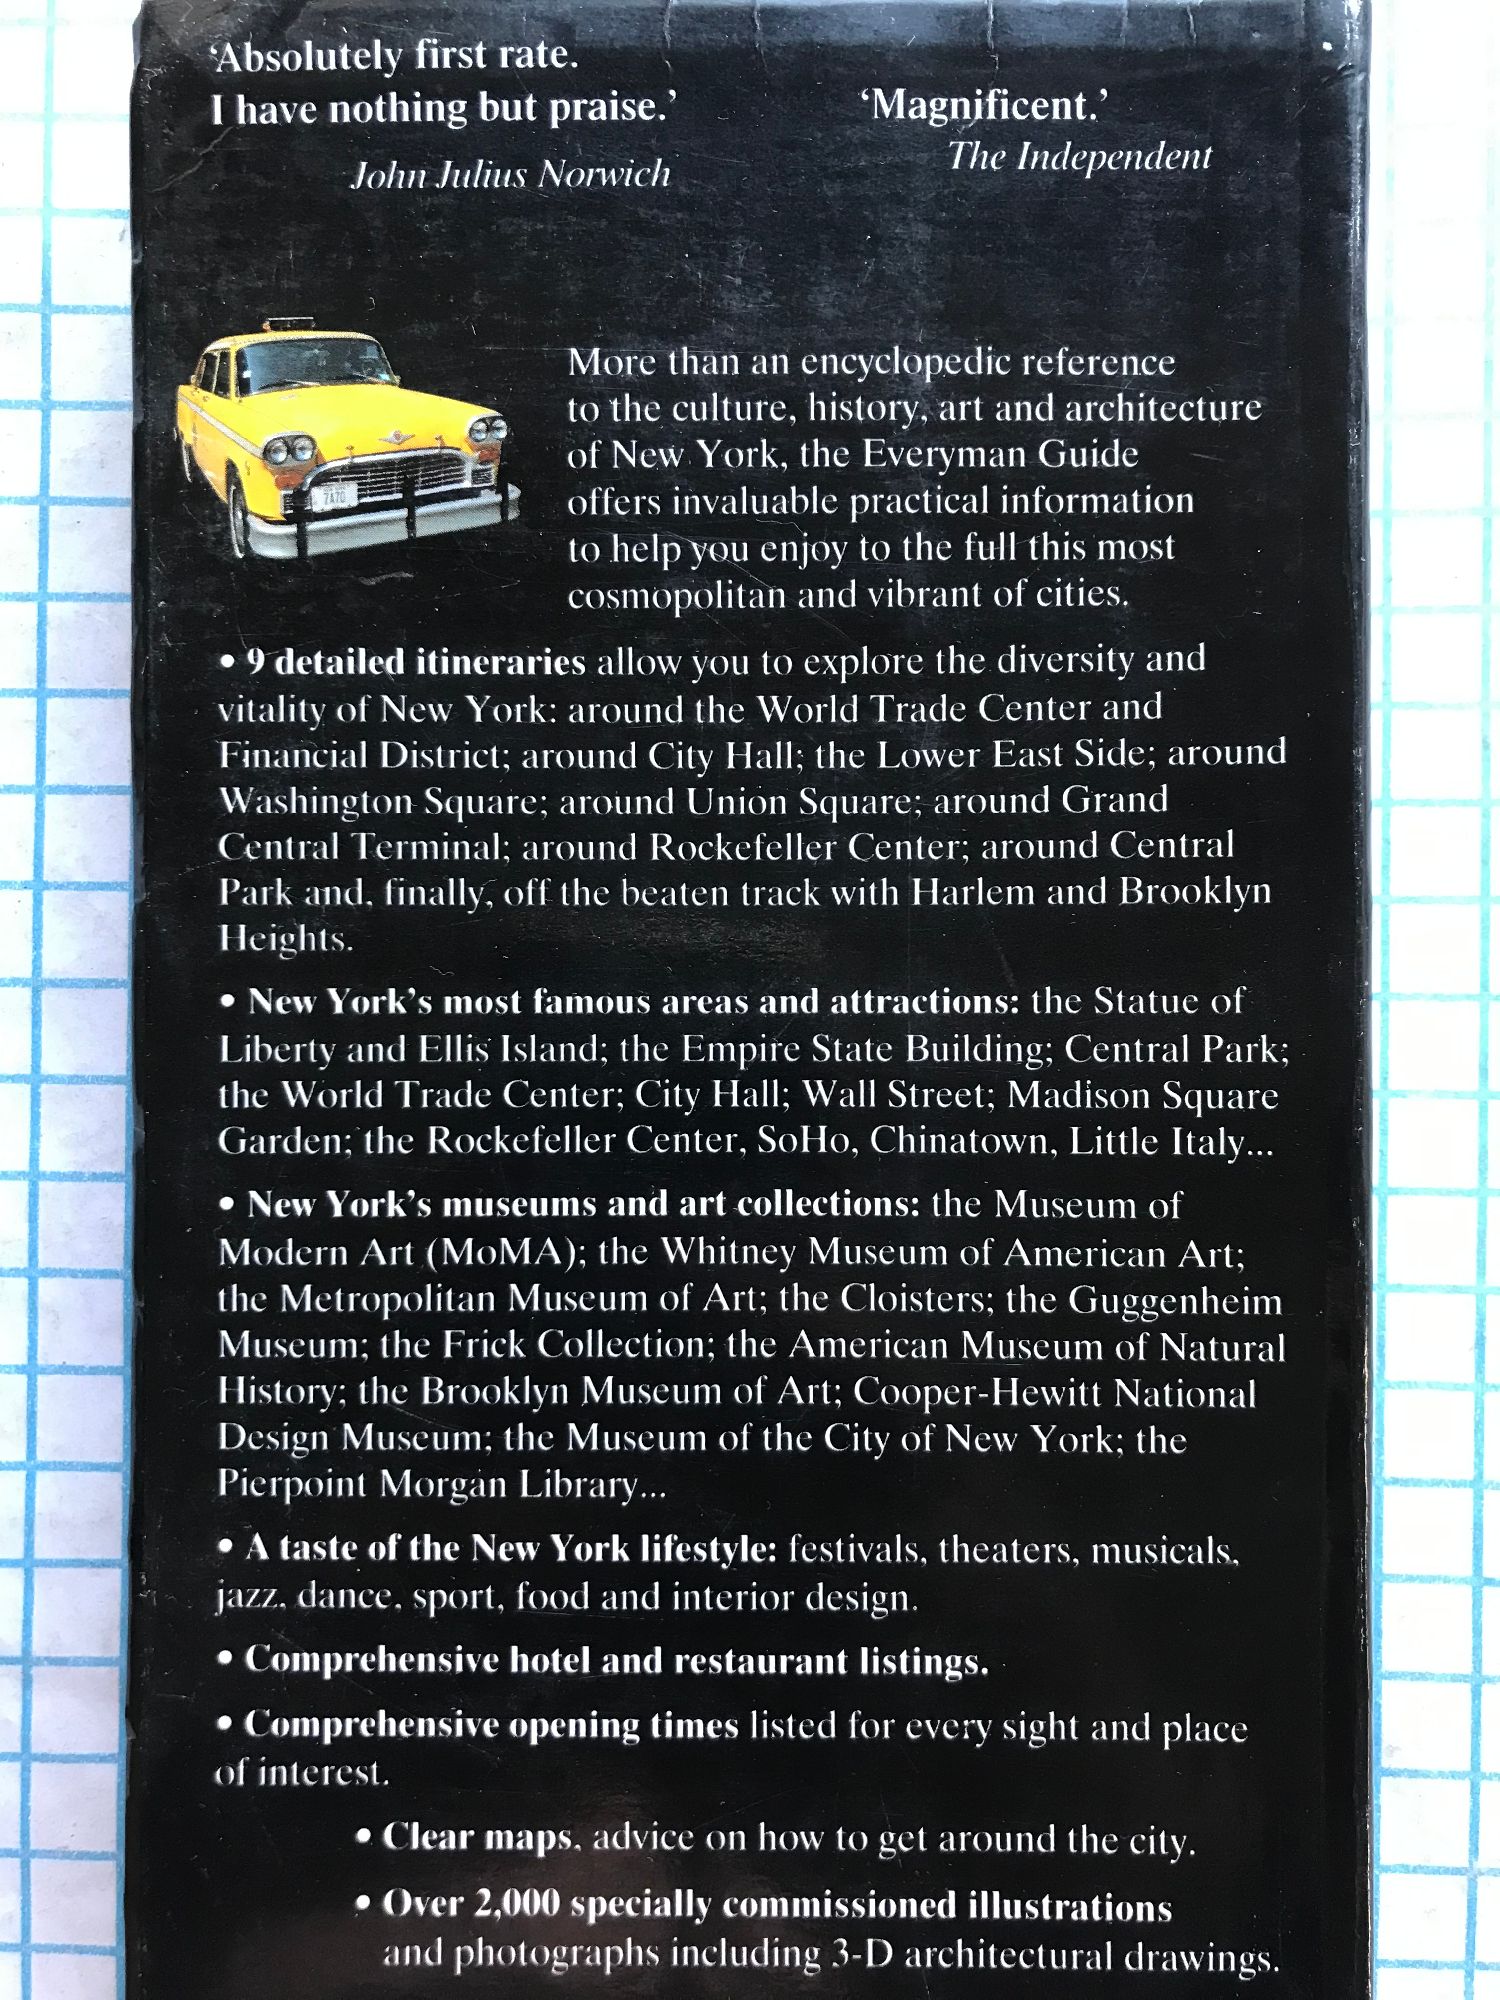 ‘Absolutely first rate.
I have nothing but praise.’
John Julius Norwich
‘Magnificent.’
The Independent
7A70
More than an encyclopedic reference
to the culture, history, art and architecture
of New York, the Everyman Guide
offers invaluable practical information
to help you enjoy to the full this most
cosmopolitan and vibrant of cities.
• 9 detailed itineraries allow you to explore the diversity and
vitality of New York: around the World Trade Center and
Financial District; around City Hall; the Lower East Side; around
Washington Square; around Union Square; around Grand
Central Terminal; around Rockefeller Center; around Central
Park and, finally, off the beaten track with Harlem and Brooklyn
Heights.
• New York’s most famous areas and attractions: the Statue of
Liberty and Ellis Island; the Empire State Building; Central Park;
the World Trade Center; City Hall; Wall Street; Madison Square
Garden; the Rockefeller Center, SoHo, Chinatown, Little Italy...
• New York’s museums and art collections: the Museum of
Modern Art (MoMA); the Whitney Museum of American Art;
the Metropolitan Museum of Art; the Cloisters; the Guggenheim
Museum; the Frick Collection; the American Museum of Natural
History; the Brooklyn Museum of Art; Cooper-Hewitt National
Design Museum; the Museum of the City of New York; the
Pierpoint Morgan Library...
• A taste of the New York lifestyle: festivals, theaters, musicals,
jazz, dance, sport, food and interior design.
• Comprehensive hotel and restaurant listings.
• Comprehensive opening times listed for every sight and place
of interest.
• Clear maps, advice on how to get around the city.
• Over 2,000 specially commissioned illustrations
and photographs including 3-D architectural drawings.